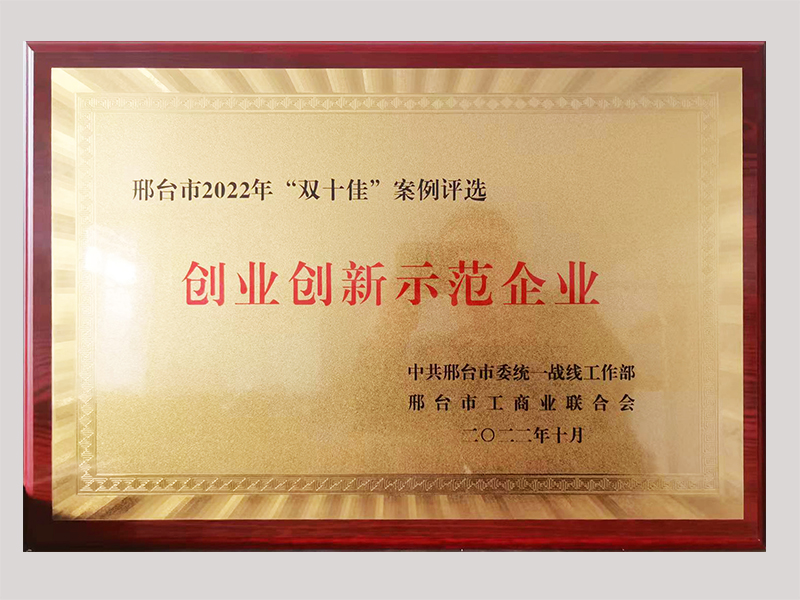 邢台市2022年“双十佳”案例评选
创业创新示范企业
中共邢台市委统一战线工作部
邢台市工商业联合会
二〇二二年十月